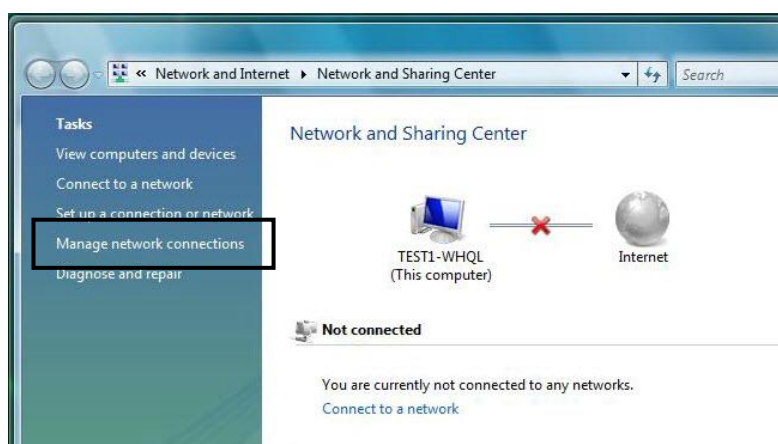 « Network and Internet ▸ Network and Sharing Center
Search
Tasks
View computers and devices
Connect to a network
Set up a connection or network
Manage network connections
Diagnose and repair
Network and Sharing Center
TEST1-WHQL
(This computer)
Internet
Not connected
You are currently not connected to any networks.
Connect to a network